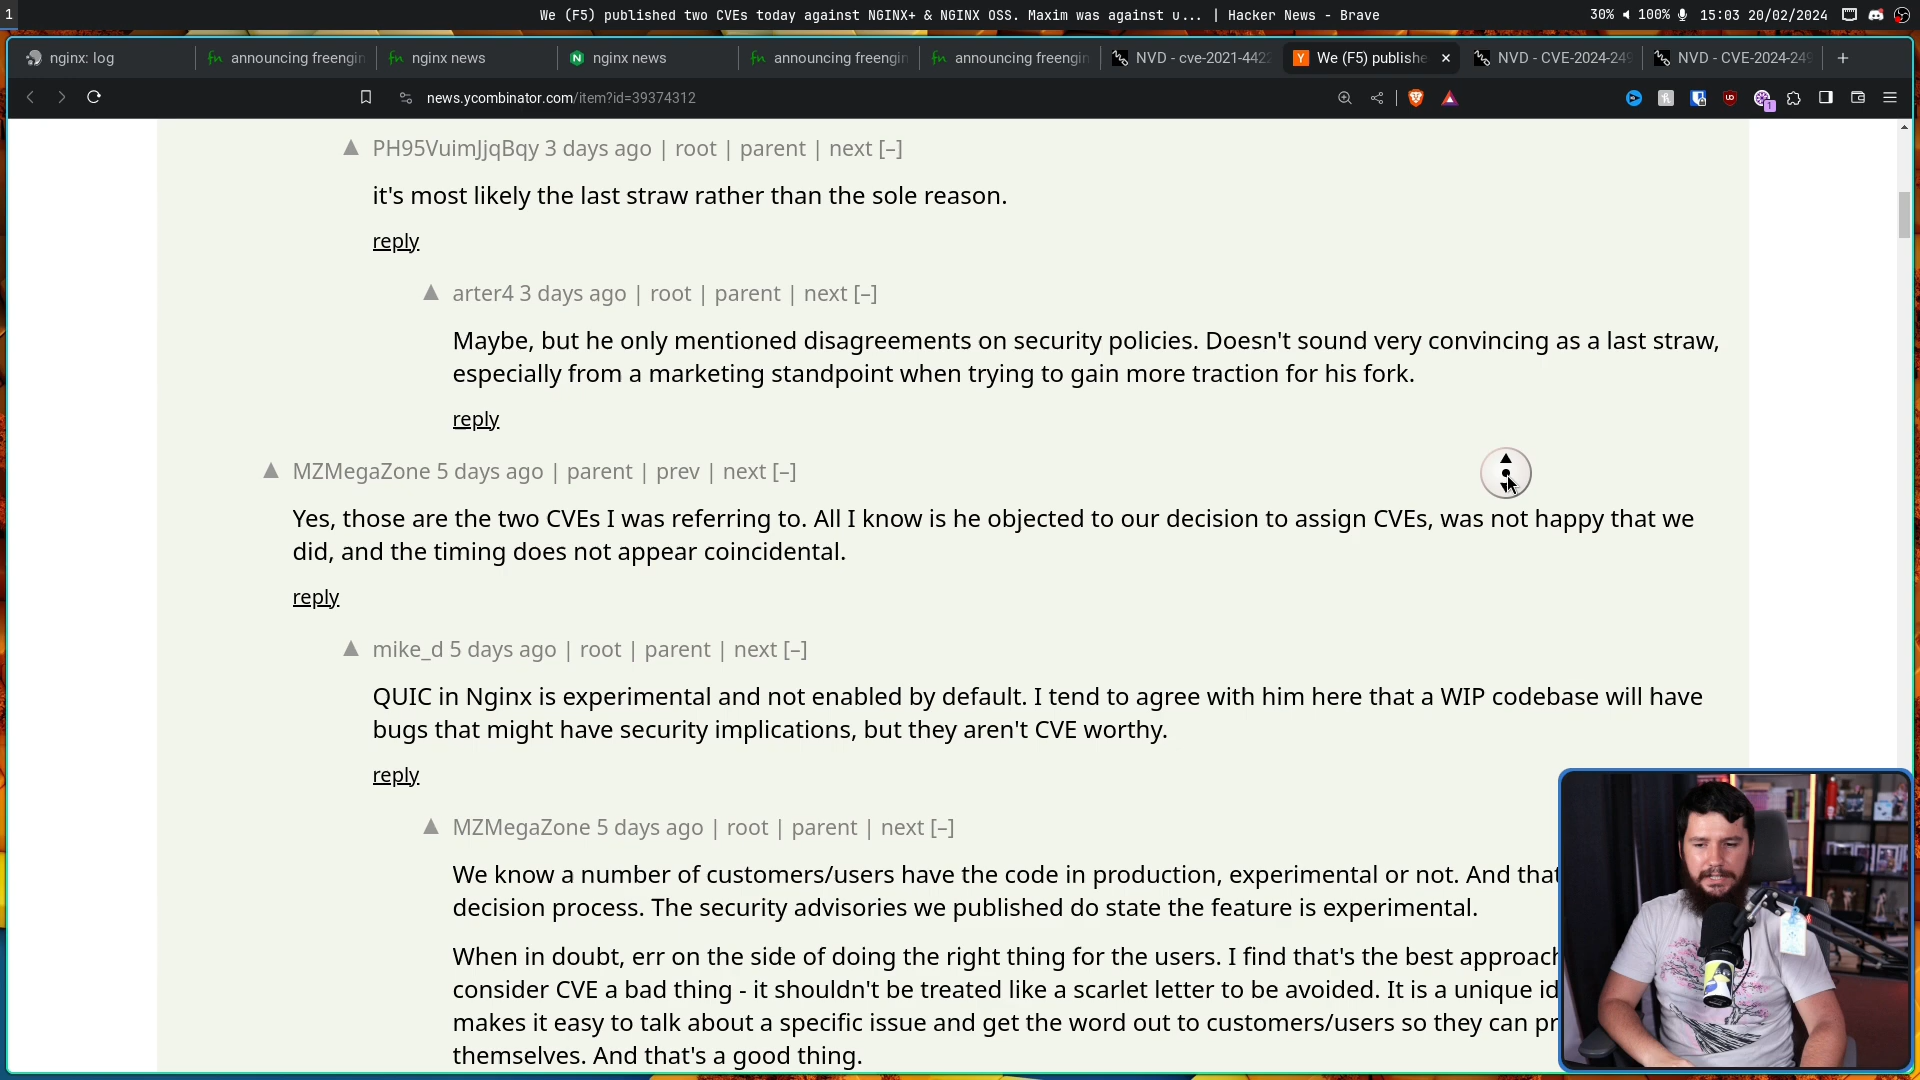 1
We (F5) published two CVEs today against NGINX+ & NGINX OSS. Maxim was against u... | Hacker News - Brave
30% 100% 15:03 20/02/2024
nginx: log
announcing freengin
nginx news
nginx news
announcing freengin
announcing freengin
NVD - cve-2021-442
We (F5) publishe
NVD - CVE-2024-249
NVD - CVE-2024-249
news.ycombinator.com/item?id=39374312
PH95VuimJjqBqy 3 days ago | root | parent | next [–]
it's most likely the last straw rather than the sole reason.
reply
arter4 3 days ago | root | parent | next [–]
Maybe, but he only mentioned disagreements on security policies. Doesn't sound very convincing as a last straw,
especially from a marketing standpoint when trying to gain more traction for his fork.
reply
MZMegaZone 5 days ago | parent | prev | next [–]
Yes, those are the two CVEs I was referring to. All I know is he objected to our decision to assign CVEs, was not happy that we
did, and the timing does not appear coincidental.
reply
mike_d 5 days ago | root | parent | next [–]
QUIC in Nginx is experimental and not enabled by default. I tend to agree with him here that a WIP codebase will have
bugs that might have security implications, but they aren't CVE worthy.
reply
MZMegaZone 5 days ago | root | parent | next [–]
We know a number of customers/users have the code in production, experimental or not. And that
decision process. The security advisories we published do state the feature is experimental.
When in doubt, err on the side of doing the right thing for the users. I find that's the best approach
consider CVE a bad thing - it shouldn't be treated like a scarlet letter to be avoided. It is a unique id
makes it easy to talk about a specific issue and get the word out to customers/users so they can pr
themselves. And that's a good thing.